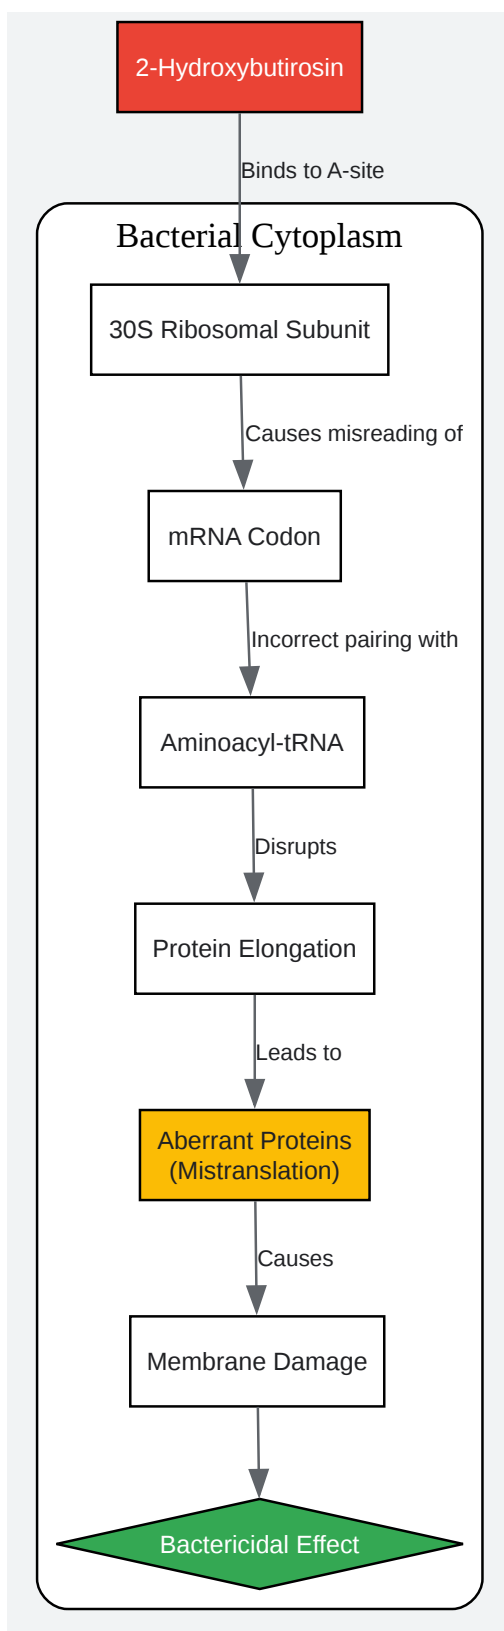 2-Hydroxybutirosin
Binds to A-site
Bacterial Cytoplasm
30S Ribosomal Subunit
Causes misreading of
mRNA Codon
Incorrect pairing with
Aminoacyl-tRNA
Disrupts
Protein Elongation
Leads to
Aberrant Proteins
(Mistranslation)
Causes
Membrane Damage
Bactericidal Effect